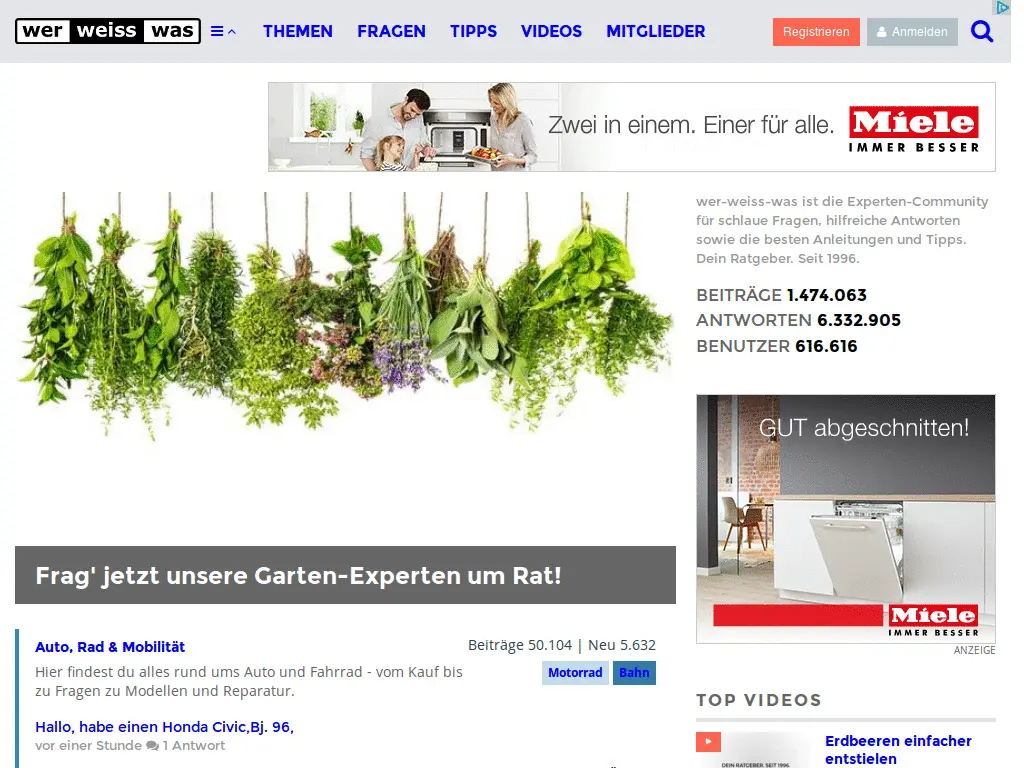 wer weiss was
THEMEN FRAGEN TIPPS VIDEOS MITGLIEDER
Registrieren Anmelden
Zwei in einem. Einer für alle.
Miele
IMMER BESSER
wer-weiss-was ist die Experten-Community
für schlaue Fragen, hilfreiche Antworten
sowie die besten Anleitungen und Tipps.
Dein Ratgeber. Seit 1996.
BEITRÄGE 1.474.063
ANTWORTEN 6.332.905
BENUTZER 616.616
GUT abgeschnitten!
Miele
IMMER BESSER
ANZEIGE
Frag' jetzt unsere Garten-Experten um Rat!
Auto, Rad & Mobilität
Beiträge 50.104 | Neu 5.632
Hier findest du alles rund ums Auto und Fahrrad - vom Kauf bis
zu Fragen zu Modellen und Reparatur.
Motorrad Bahn
Hallo, habe einen Honda Civic,Bj. 96,
vor einer Stunde 1 Antwort
TOP VIDEOS
Erdbeeren einfacher
entstielen
DEIN RATGEBER. SEIT 1996.